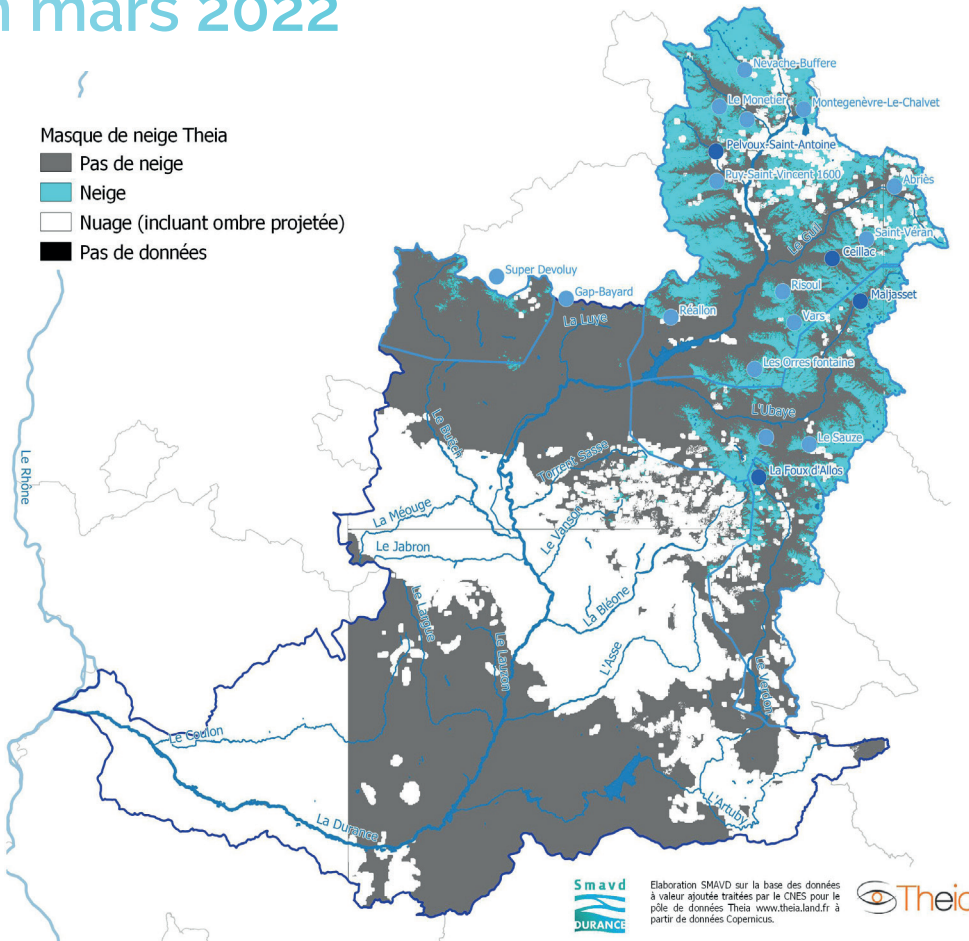 n mars 2022
Masque de neige Theia
Pas de neige
Neige
Nuage (incluant ombre projetée)
Pas de données
Névache-Buffere
Le Monetier
Montegenèvre-Le-Chalvet
Pelvoux-Saint-Antoine
Puy-Saint-Vincent 1600
Abriès
Le Guil
Saint-Véran
Ceillac
Super Devoluy
Gap-Bayard
Risoul
Maljasset
La Luye
Réallon
Vars
Les Orres fontaine
L'Ubaye
Le Buëch
Le Sauze
Le Rhône
Torrent Sasse
La Foux d'Allos
La Méouge
Le Vanson
Le Jabron
La Bléone
Le Largue
Le Lauzon
L'Asse
Le Verdon
Le Coulon
La Durance
L'Artuby
Smavd
DURANCE
Elaboration SMAVD sur la base des données
à valeur ajoutée traitées par le CNES pour le
pôle de données Theia www.theia.land.fr à
partir de données Copernicus.
Theia